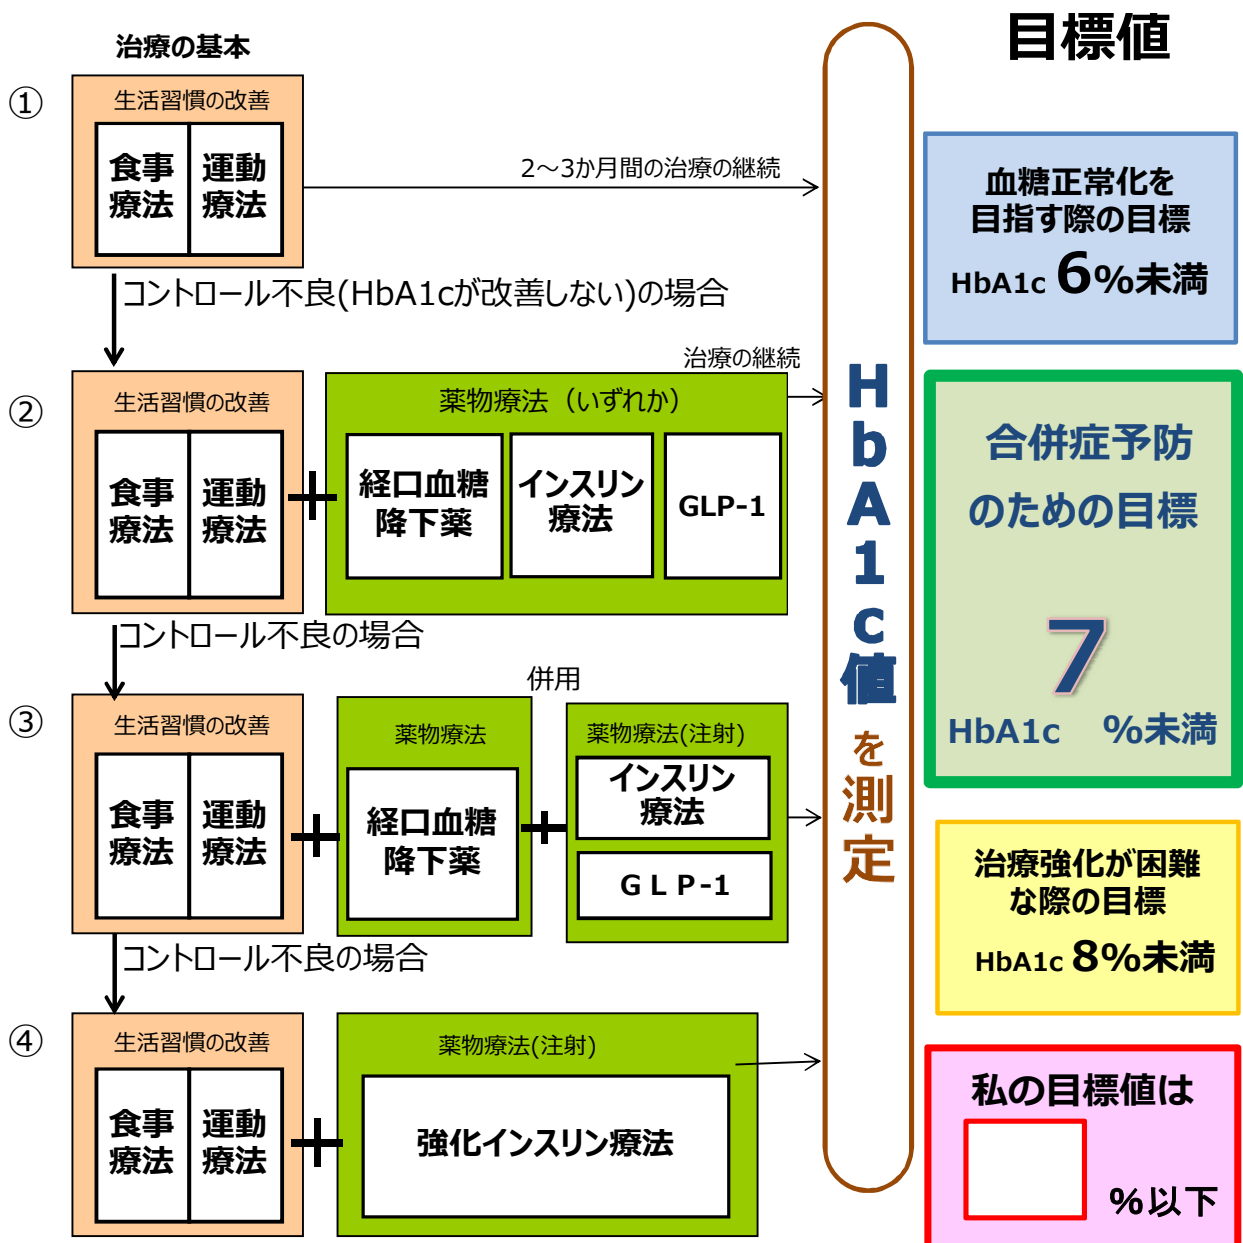 治療の基本
目標値
①
生活習慣の改善
食事
療法
運動
療法
2～3か月間の治療の継続
コントロール不良(HbA1cが改善しない)の場合
②
生活習慣の改善
食事
療法
運動
療法
＋
薬物療法（いずれか）
経口血糖
降下薬
インスリン
療法
GLP-1
治療の継続
コントロール不良の場合
③
生活習慣の改善
食事
療法
運動
療法
＋
薬物療法
経口血糖
降下薬
併用
＋
薬物療法(注射)
インスリン
療法
ＧＬＰ-1
コントロール不良の場合
④
生活習慣の改善
食事
療法
運動
療法
＋
薬物療法(注射)
強化インスリン療法
HbA1c値を測定
血糖正常化を
目指す際の目標
HbA1c 6%未満
合併症予防
のための目標
7
HbA1c %未満
治療強化が困難
な際の目標
HbA1c 8%未満
私の目標値は
%以下